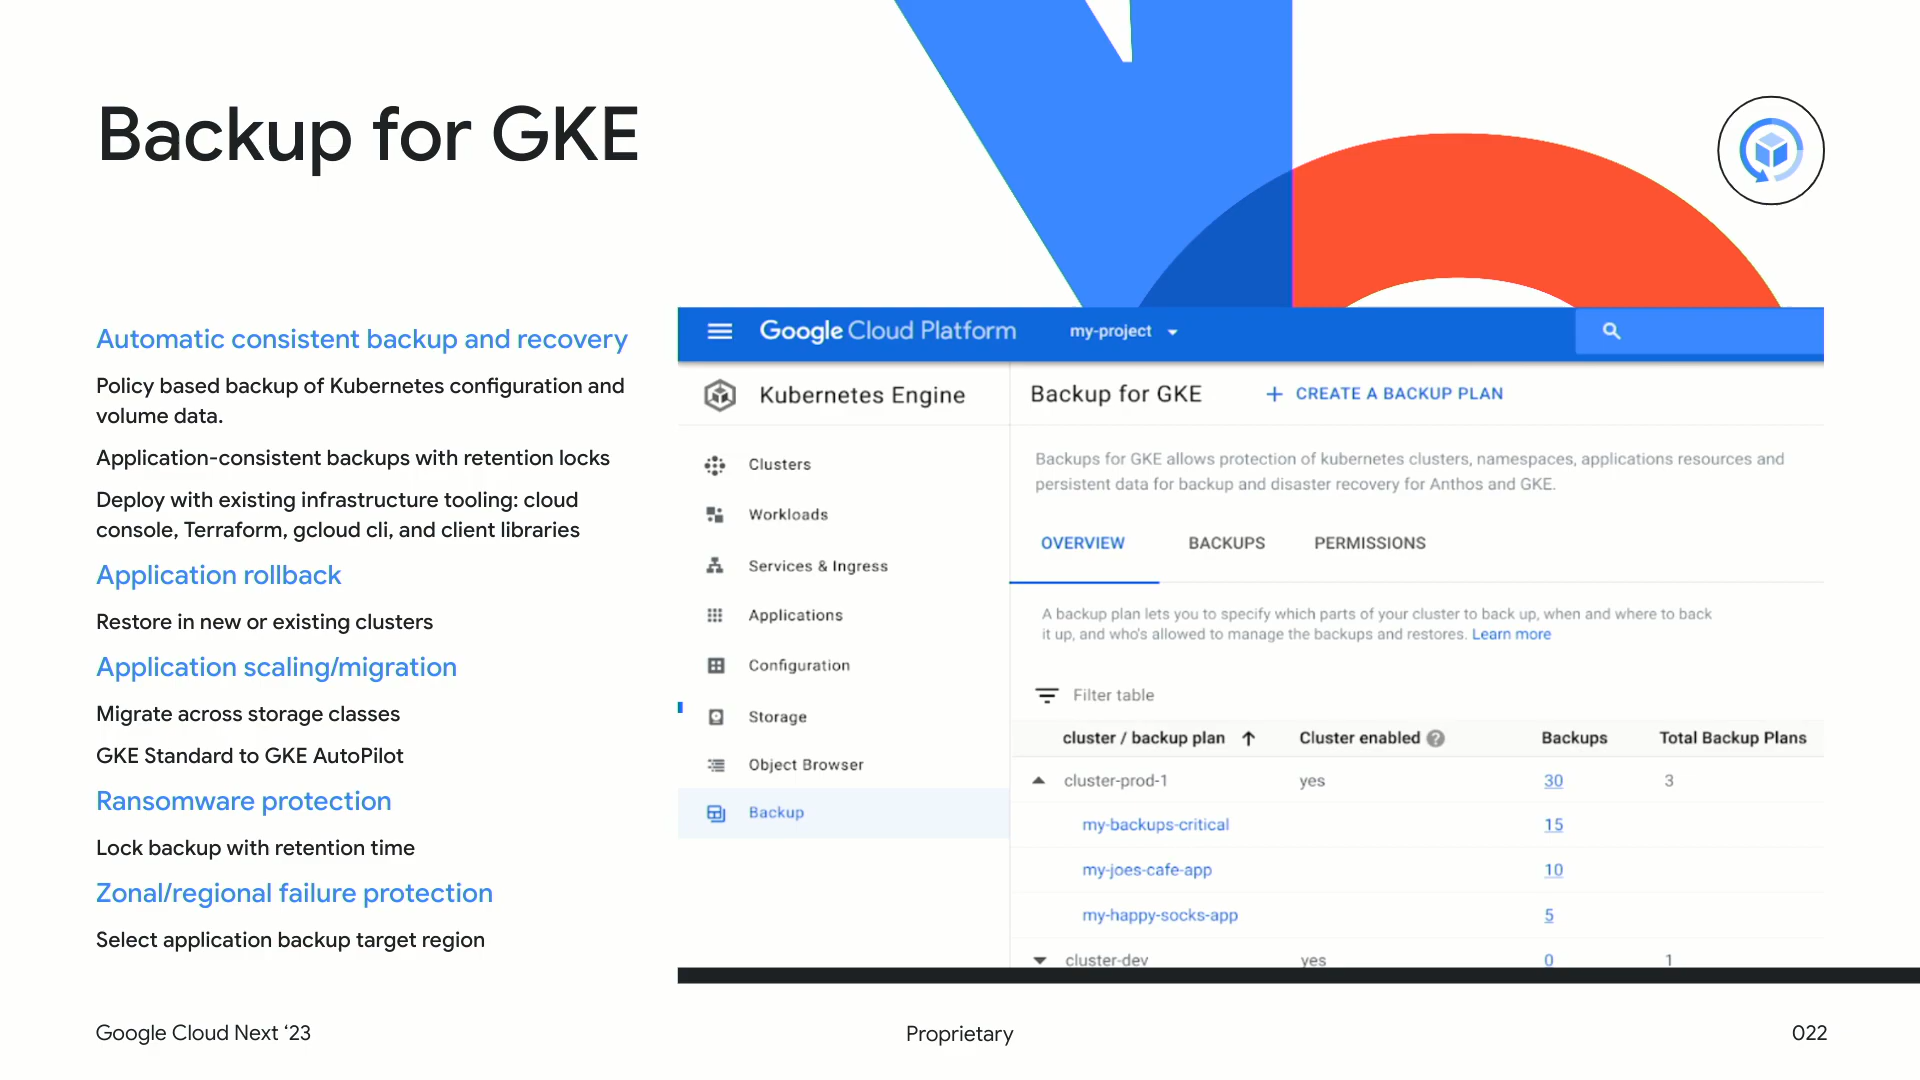 Backup for GKE
Automatic consistent backup and recovery
Policy based backup of Kubernetes configuration and
volume data.
Application-consistent backups with retention locks
Deploy with existing infrastructure tooling: cloud
console, Terraform, gcloud cli, and client libraries
Application rollback
Restore in new or existing clusters
Application scaling/migration
Migrate across storage classes
GKE Standard to GKE AutoPilot
Ransomware protection
Lock backup with retention time
Zonal/regional failure protection
Select application backup target region
Google Cloud Platform my-project
Kubernetes Engine
Clusters
Workloads
Services & Ingress
Applications
Configuration
Storage
Object Browser
Backup
Backup for GKE + CREATE A BACKUP PLAN
Backups for GKE allows protection of kubernetes clusters, namespaces, applications resources and
persistent data for backup and disaster recovery for Anthos and GKE.
OVERVIEW BACKUPS PERMISSIONS
A backup plan lets you to specify which parts of your cluster to back up, when and where to back
it up, and who's allowed to manage the backups and restores. Learn more
Filter table
cluster / backup plan Cluster enabled ? Backups Total Backup Plans
cluster-prod-1 yes 30 3
my-backups-critical 15
my-joes-cafe-app 10
my-happy-socks-app 5
cluster-dev yes 0 1
Google Cloud Next ‘23 Proprietary 022